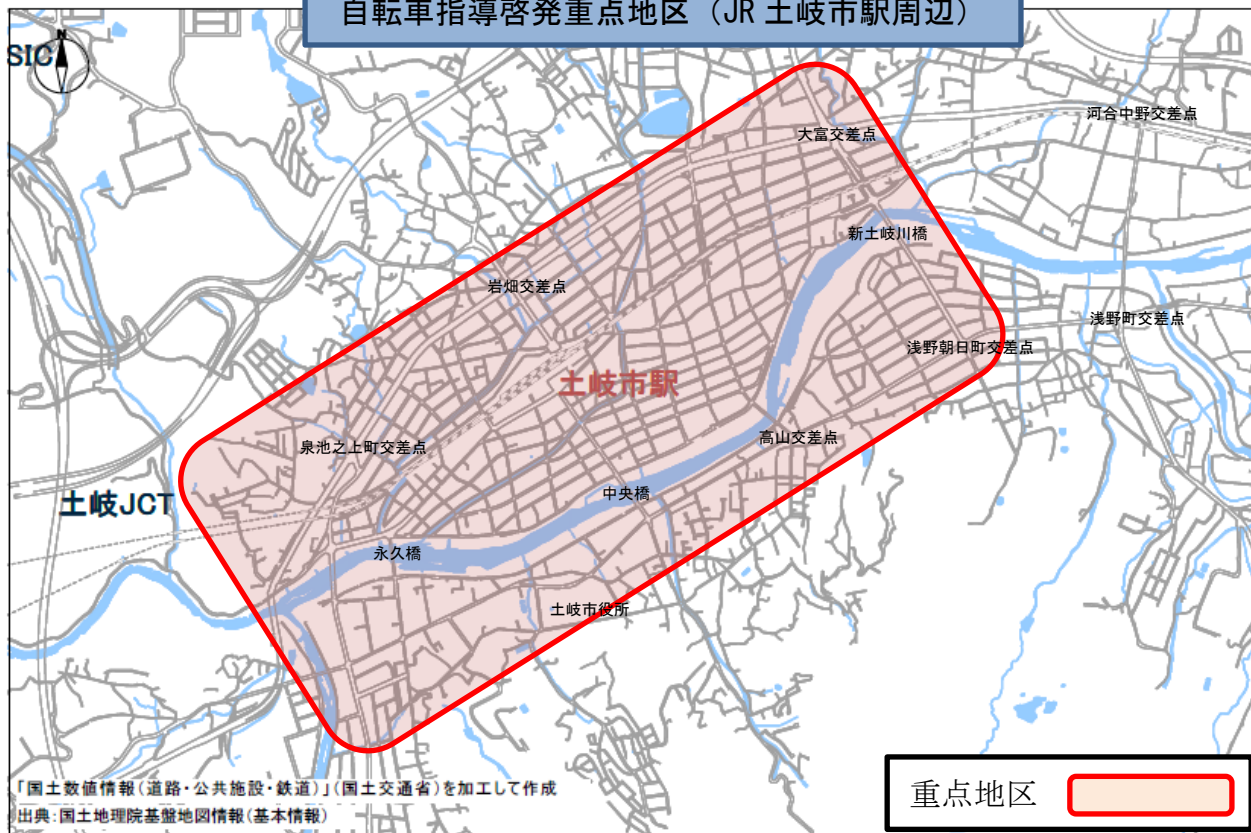 自転車指導啓発重点地区（JR 土岐市駅周辺）
SIC
N
河合中野交差点
大富交差点
新土岐川橋
岩畑交差点
浅野町交差点
浅野朝日町交差点
土岐市駅
高山交差点
泉池之上町交差点
中央橋
土岐JCT
永久橋
土岐市役所
「国土数値情報(道路・公共施設・鉄道)」(国土交通省)を加工して作成
出典:国土地理院基盤地図情報(基本情報)
重点地区